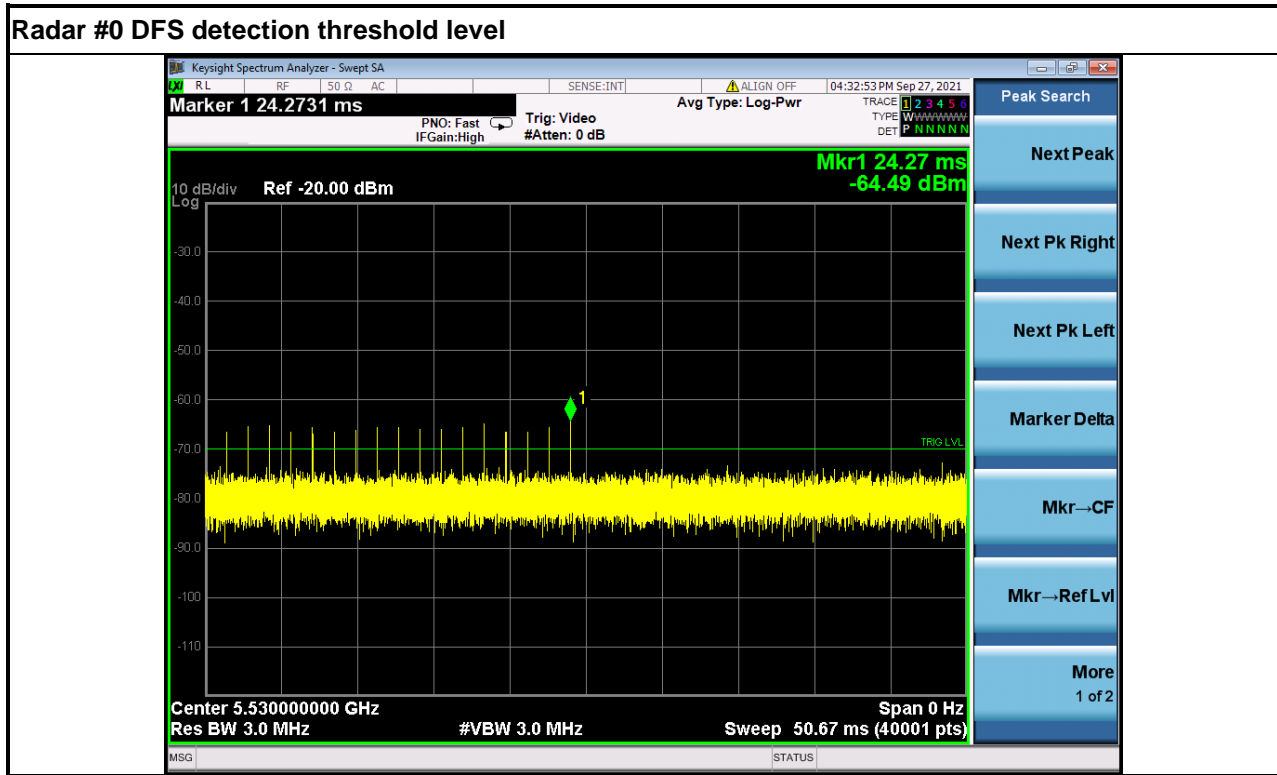 Radar #0 DFS detection threshold level
Keysight Spectrum Analyzer - Swept SA
LXI RL RF 50 Ω AC SENSE:INT ALIGN OFF 04:32:53 PM Sep 27, 2021
Marker 1 24.2731 ms
PNO: Fast
IFGain:High
Trig: Video
#Atten: 0 dB
Avg Type: Log-Pwr
TRACE 1 2 3 4 5 6
TYPE WWWWWWW
DET P N N N N N
Mkr1 24.27 ms
-64.49 dBm
10 dB/div Ref -20.00 dBm
Log
-30.0
-40.0
-50.0
-60.0
1
-70.0
TRIG LVL
-80.0
-90.0
-100
-110
Center 5.530000000 GHz
Span 0 Hz
Res BW 3.0 MHz
#VBW 3.0 MHz
Sweep 50.67 ms (40001 pts)
MSG
STATUS
Peak Search
Next Peak
Next Pk Right
Next Pk Left
Marker Delta
Mkr→CF
Mkr→Ref Lvl
More
1 of 2